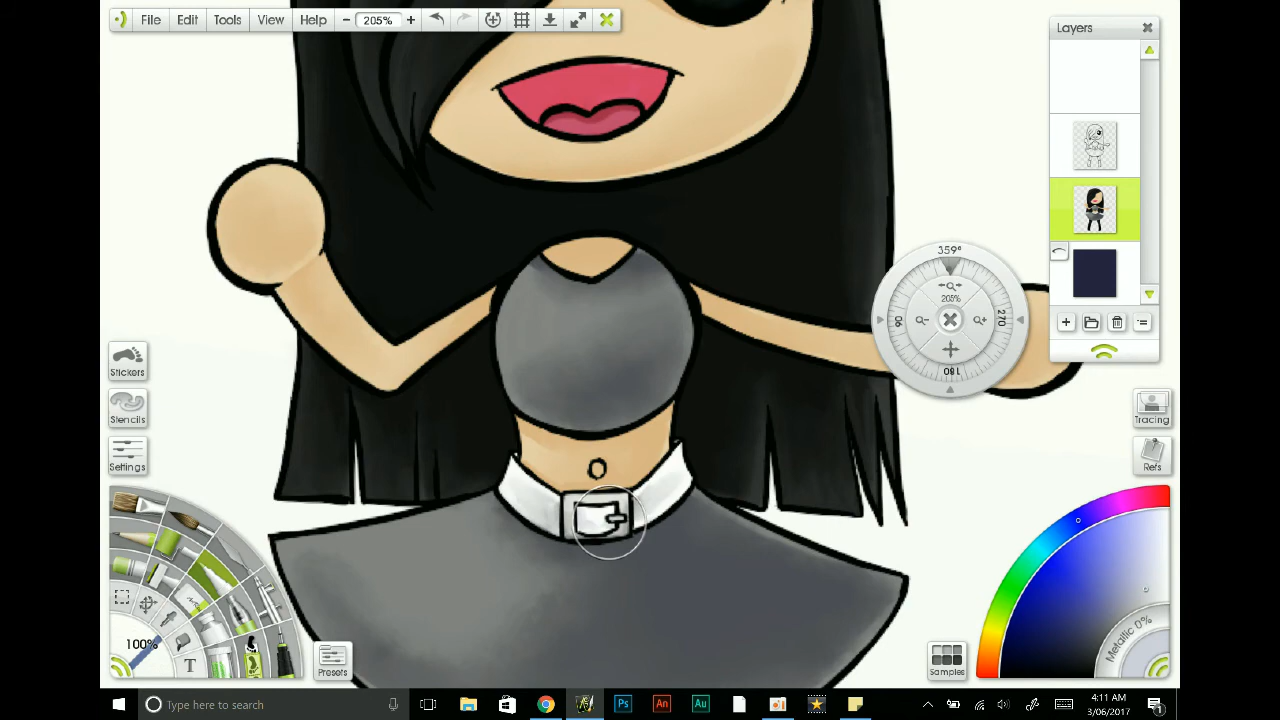 File Edit Tools View Help − 205% +
Layers
359°
205%
90
270
180
Stickers
Stencils
Settings
Tracing
Refs
100%
T
Presets
Samples
Metallic 0%
Type here to search
Ps An Au
4:11 AM
3/06/2017
1